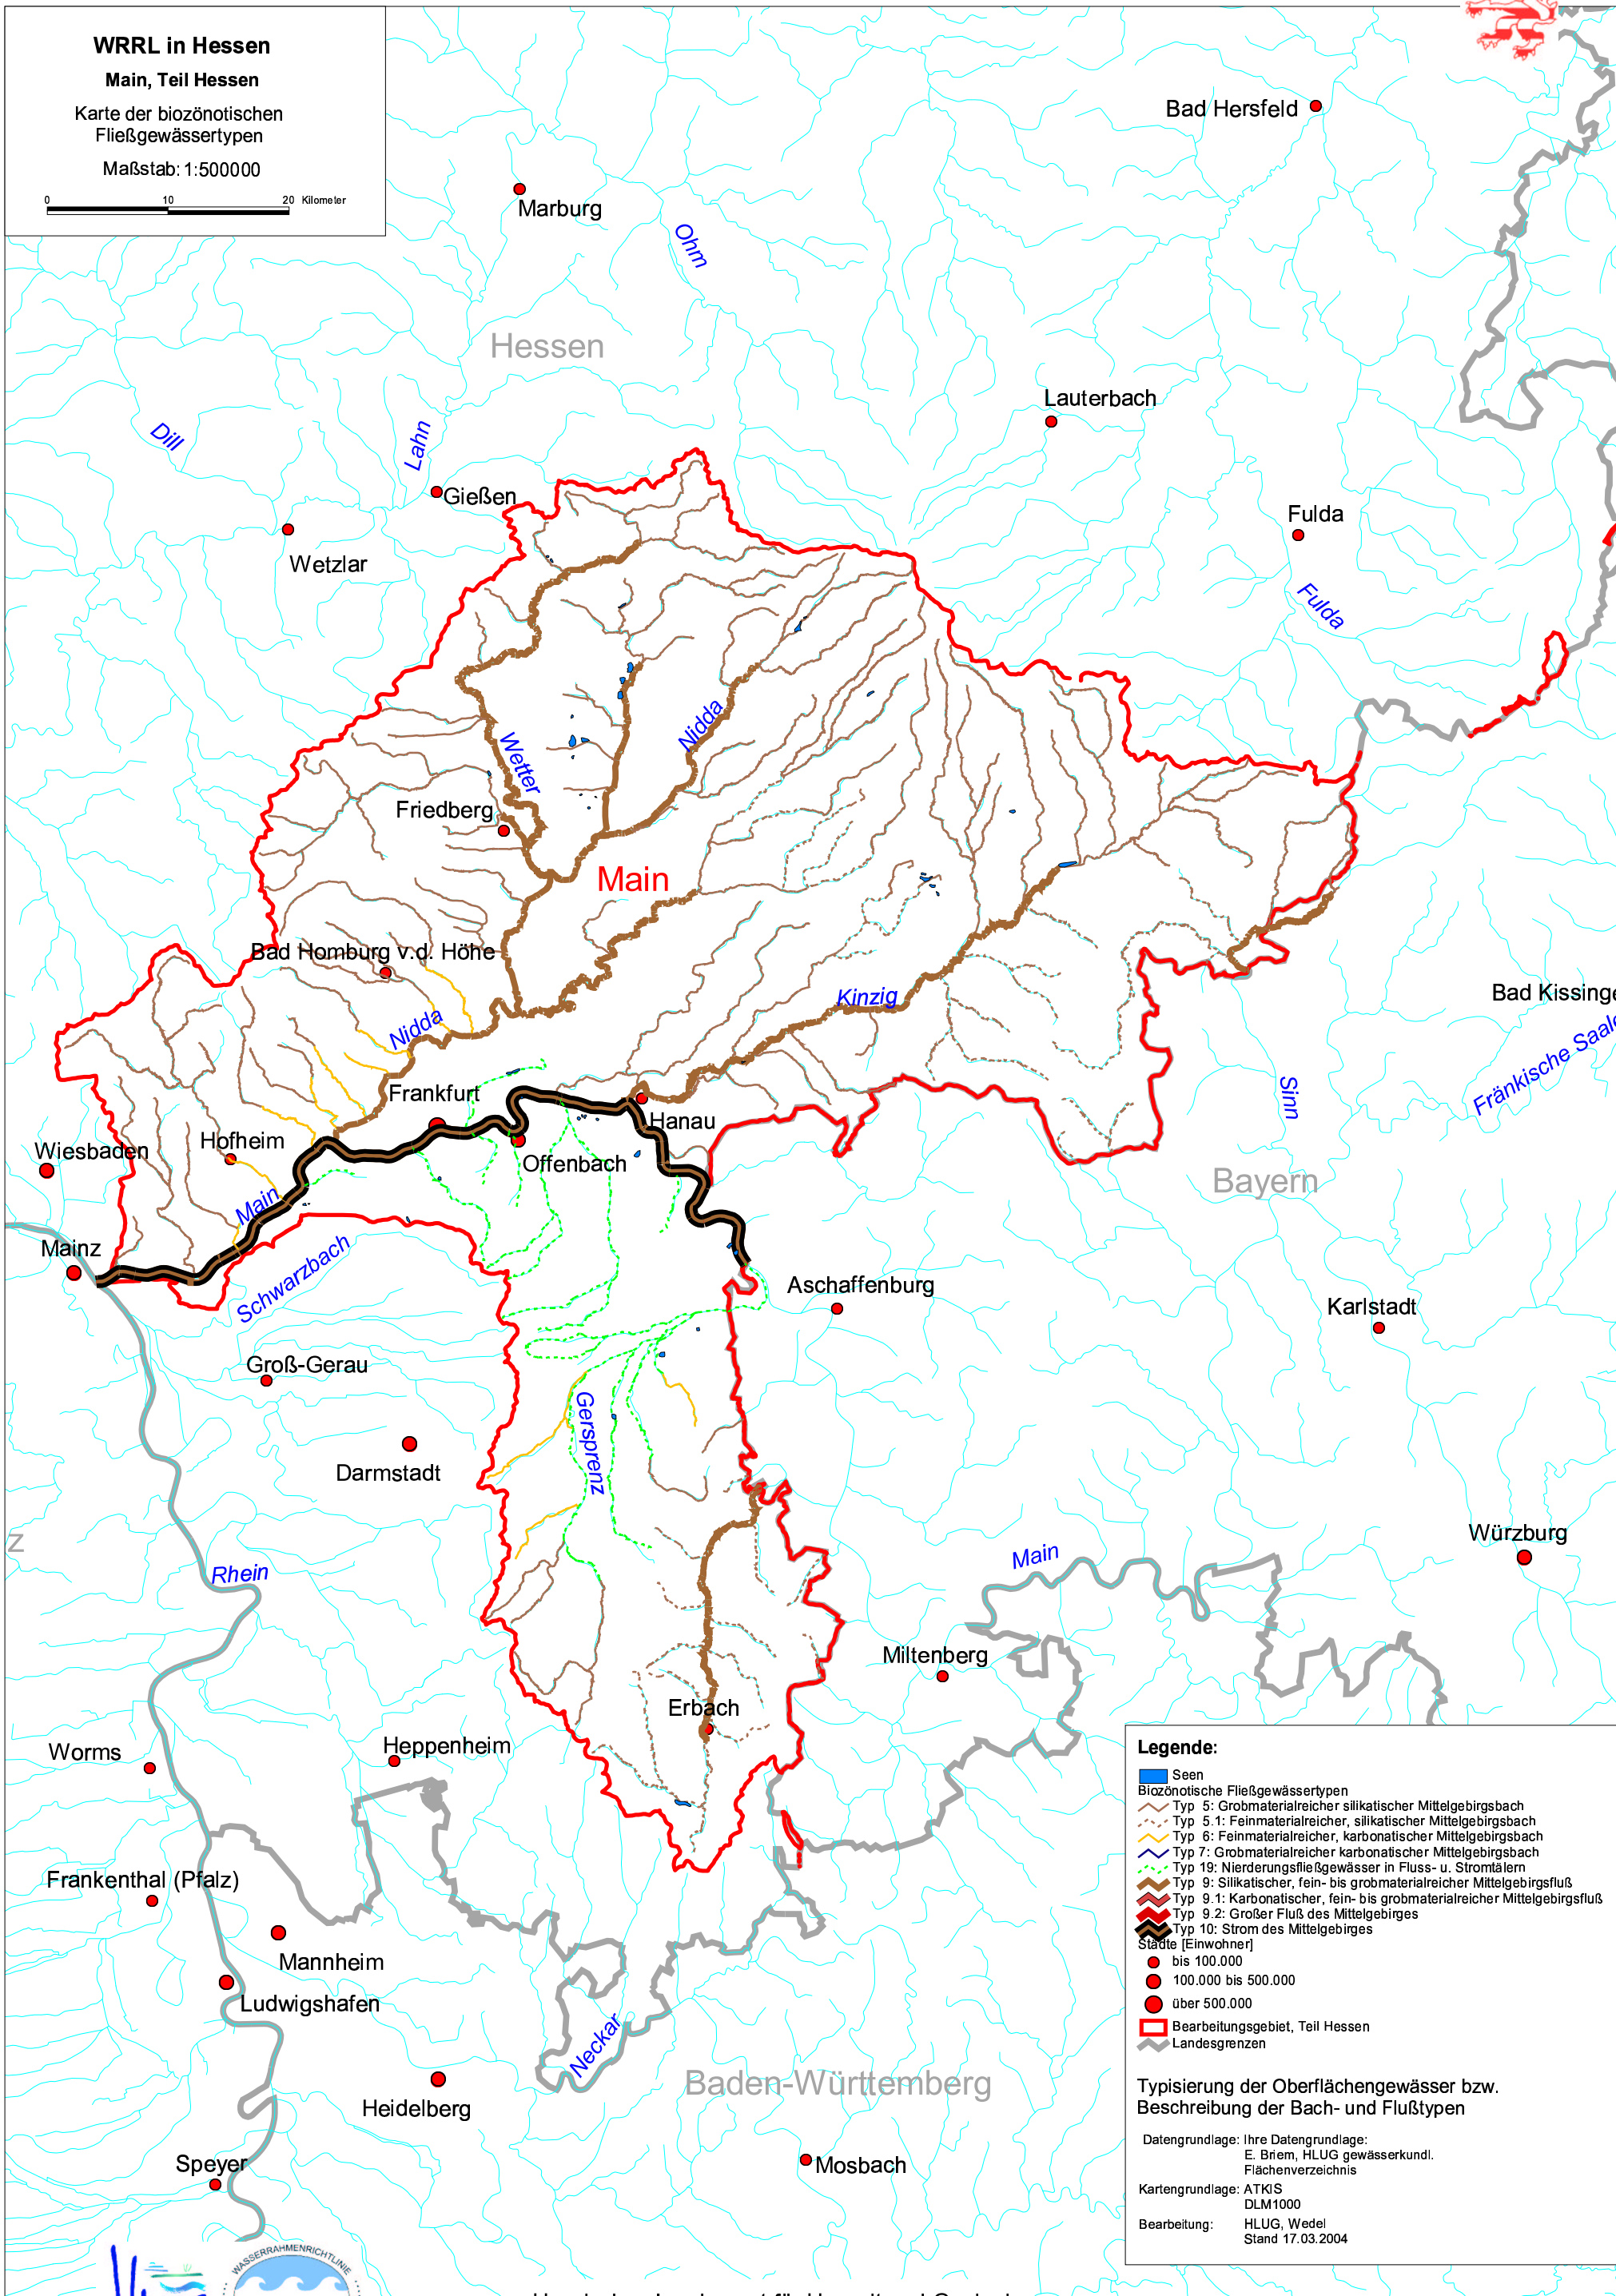 WRRL in Hessen
Main, Teil Hessen
Karte der biozönotischen
Fließgewässertypen
Maßstab: 1:500000
0 10 20 Kilometer
Bad Hersfeld
Marburg
Ohm
Hessen
Lauterbach
Dill
Lahn
Gießen
Fulda
Wetzlar
Fulda
Nidda
Wetter
Friedberg
Main
Bad Homburg v.d. Höhe
Kinzig
Bad Kissinge
Nidda
Fränkische Saale
Frankfurt
Sinn
Hanau
Hofheim
Wiesbaden
Offenbach
Bayern
Main
Mainz
Schwarzbach
Aschaffenburg
Karlstadt
Groß-Gerau
Gersprenz
Darmstadt
z
Würzburg
Main
Rhein
Miltenberg
Erbach
Heppenheim
Worms
Frankenthal (Pfalz)
Mannheim
Ludwigshafen
Neckar
Baden-Württemberg
Heidelberg
Speyer
Mosbach
Legende:
Seen
Biozönotische Fließgewässertypen
Typ 5: Grobmaterialreicher silikatischer Mittelgebirgsbach
Typ 5.1: Feinmaterialreicher, silikatischer Mittelgebirgsbach
Typ 6: Feinmaterialreicher, karbonatischer Mittelgebirgsbach
Typ 7: Grobmaterialreicher karbonatischer Mittelgebirgsbach
Typ 19: Nierderungsfließgewässer in Fluss- u. Stromtälern
Typ 9: Silikatischer, fein- bis grobmaterialreicher Mittelgebirgsfluß
Typ 9.1: Karbonatischer, fein- bis grobmaterialreicher Mittelgebirgsfluß
Typ 9.2: Großer Fluß des Mittelgebirges
Typ 10: Strom des Mittelgebirges
Städte [Einwohner]
bis 100.000
100.000 bis 500.000
über 500.000
Bearbeitungsgebiet, Teil Hessen
Landesgrenzen
Typisierung der Oberflächengewässer bzw.
Beschreibung der Bach- und Flußtypen
Datengrundlage: Ihre Datengrundlage:
E. Briem, HLUG gewässerkundl.
Flächenverzeichnis
Kartengrundlage: ATKIS
DLM1000
Bearbeitung: HLUG, Wedel
Stand 17.03.2004
WASSERRAHMENRICHTLINIE